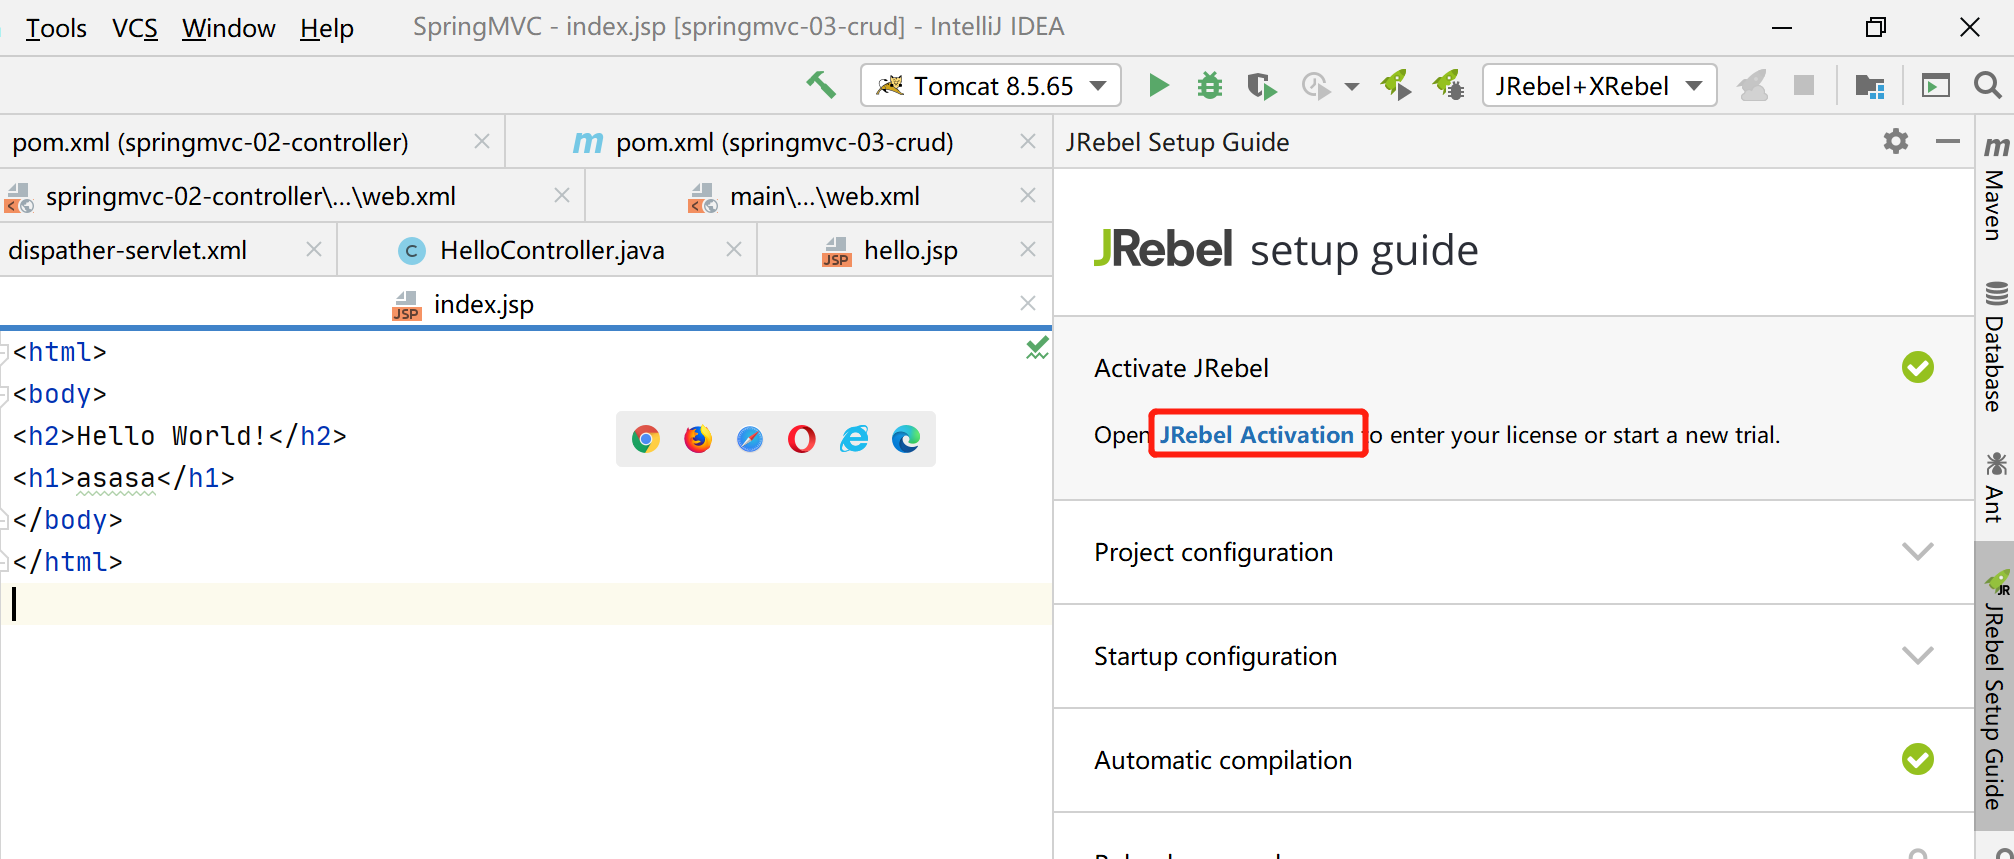 Tools VCS Window Help SpringMVC - index.jsp [springmvc-03-crud] - IntelliJ IDEA
Tomcat 8.5.65 JRebel+XRebel
pom.xml (springmvc-02-controller) m pom.xml (springmvc-03-crud)
springmvc-02-controller\...\web.xml main\...\web.xml
dispather-servlet.xml C HelloController.java JSP hello.jsp
JSP index.jsp
<html>
<body>
<h2>Hello World!</h2>
<h1>asasa</h1>
</body>
</html>
JRebel Setup Guide
JRebel setup guide
Activate JRebel
Open JRebel Activation to enter your license or start a new trial.
Project configuration
Startup configuration
Automatic compilation
m Maven
Database
Ant
JR JRebel Setup Guide